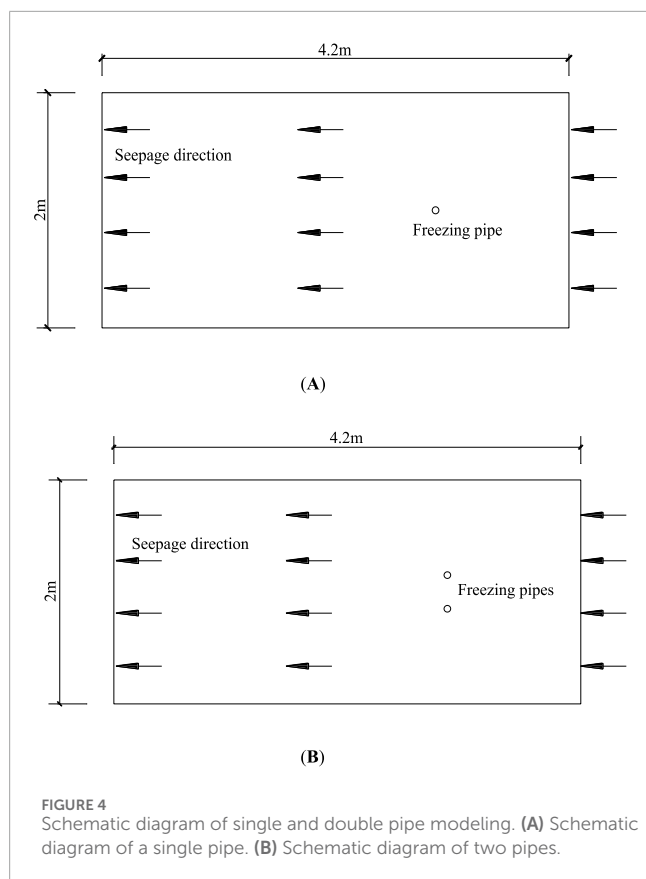 4.2m
2m
Seepage direction
Freezing pipe
(A)
4.2m
2m
Seepage direction
Freezing pipes
(B)
FIGURE 4
Schematic diagram of single and double pipe modeling. (A) Schematic
diagram of a single pipe. (B) Schematic diagram of two pipes.